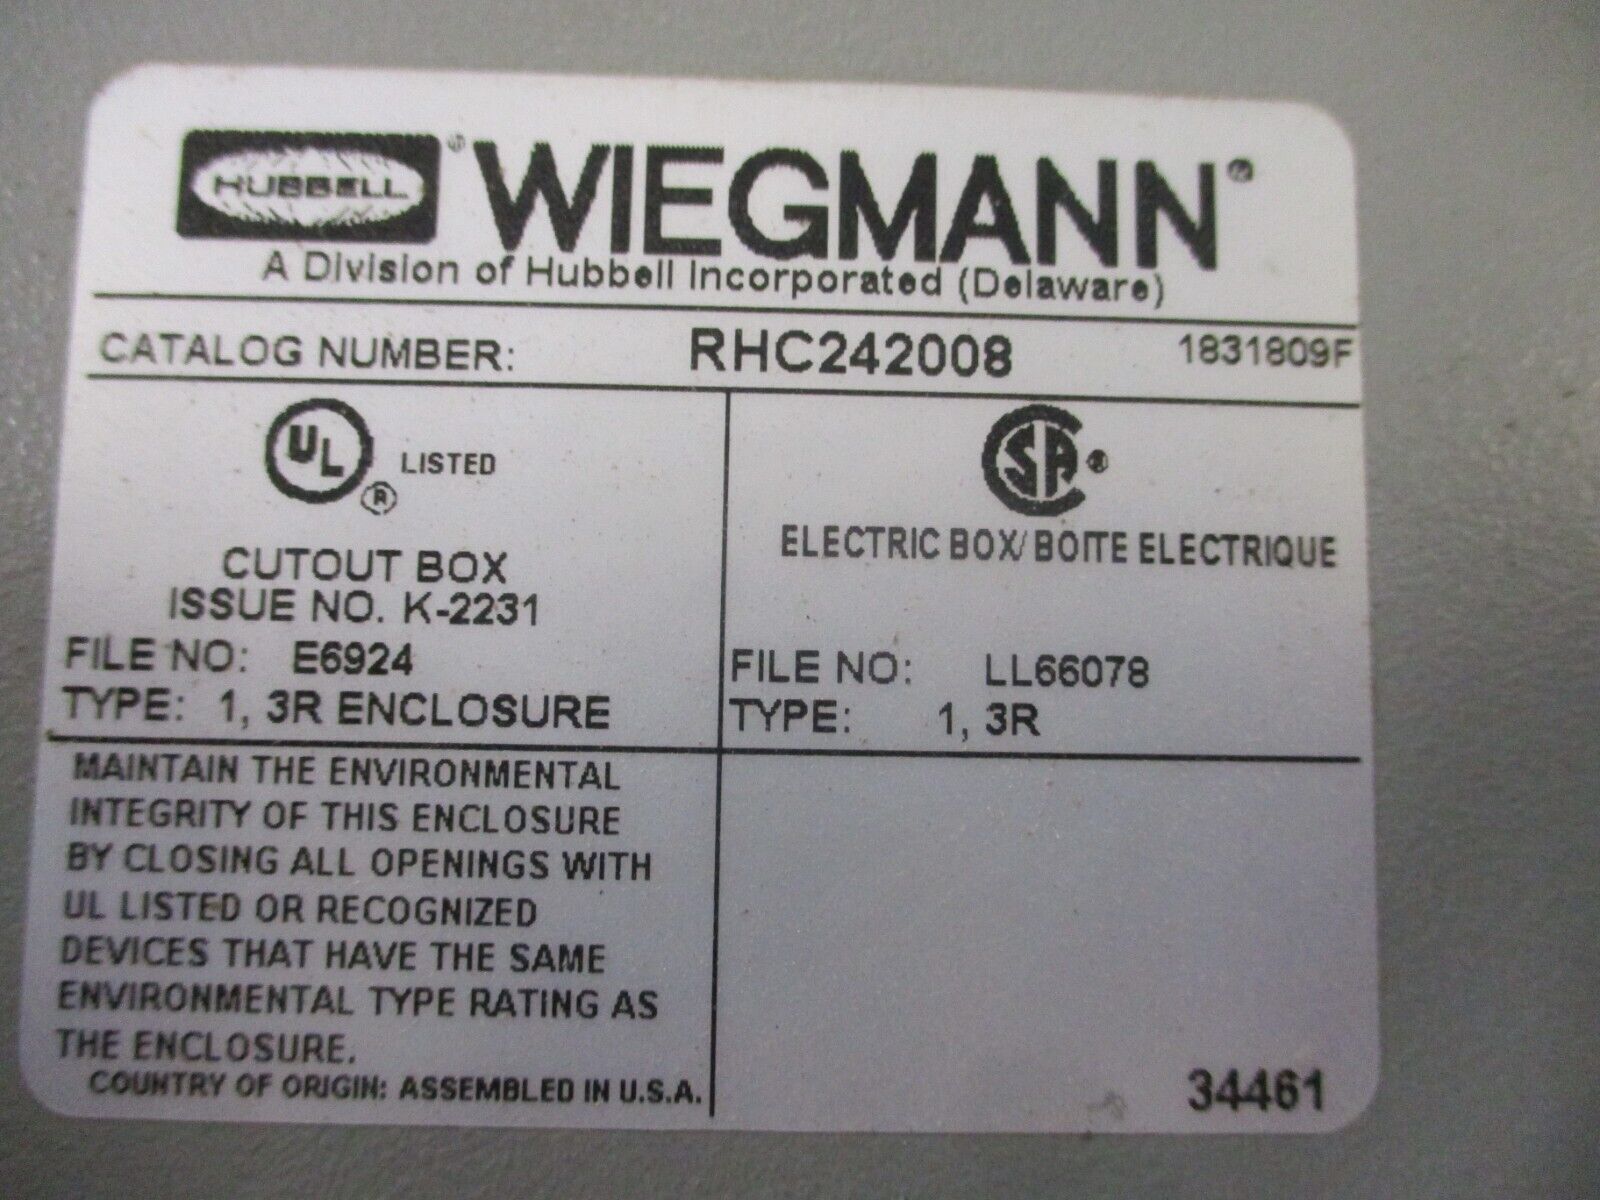 HUBBELL ® WIEGMANN ®
A Division of Hubbell Incorporated (Delaware)
CATALOG NUMBER: RHC242008 1831809F
UL LISTED
®
CUTOUT BOX
ISSUE NO. K-2231
FILE NO: E6924
TYPE: 1, 3R ENCLOSURE
CSA ®
ELECTRIC BOX/BOITE ELECTRIQUE
FILE NO: LL66078
TYPE: 1, 3R
MAINTAIN THE ENVIRONMENTAL
INTEGRITY OF THIS ENCLOSURE
BY CLOSING ALL OPENINGS WITH
UL LISTED OR RECOGNIZED
DEVICES THAT HAVE THE SAME
ENVIRONMENTAL TYPE RATING AS
THE ENCLOSURE.
COUNTRY OF ORIGIN: ASSEMBLED IN U.S.A.
34461